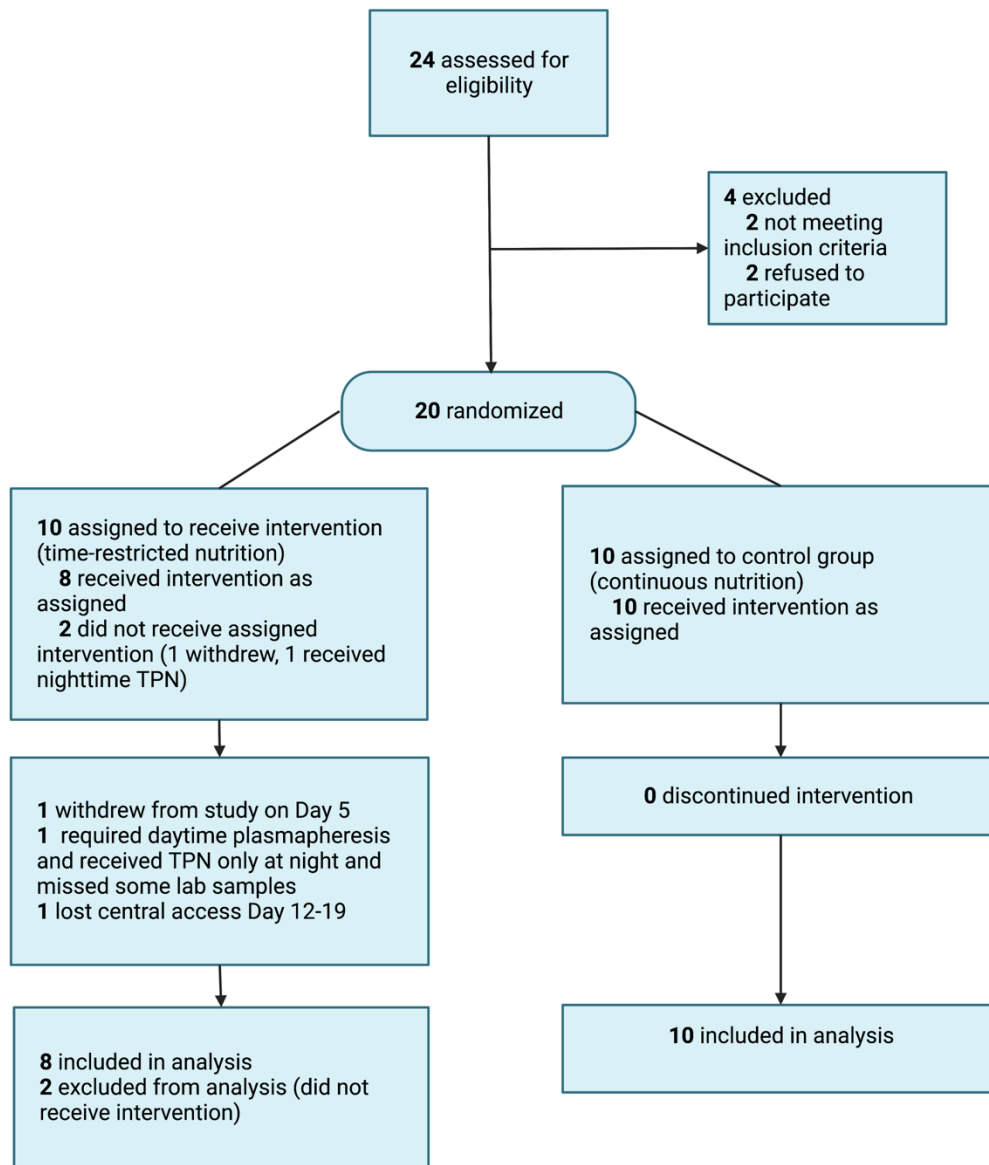 24 assessed for
eligibility
4 excluded
2 not meeting
inclusion criteria
2 refused to
participate
20 randomized
10 assigned to receive intervention
(time-restricted nutrition)
8 received intervention as
assigned
2 did not receive assigned
intervention (1 withdrew, 1 received
nighttime TPN)
10 assigned to control group
(continuous nutrition)
10 received intervention as
assigned
1 withdrew from study on Day 5
1 required daytime plasmapheresis
and received TPN only at night and
missed some lab samples
1 lost central access Day 12-19
0 discontinued intervention
8 included in analysis
2 excluded from analysis (did not
receive intervention)
10 included in analysis